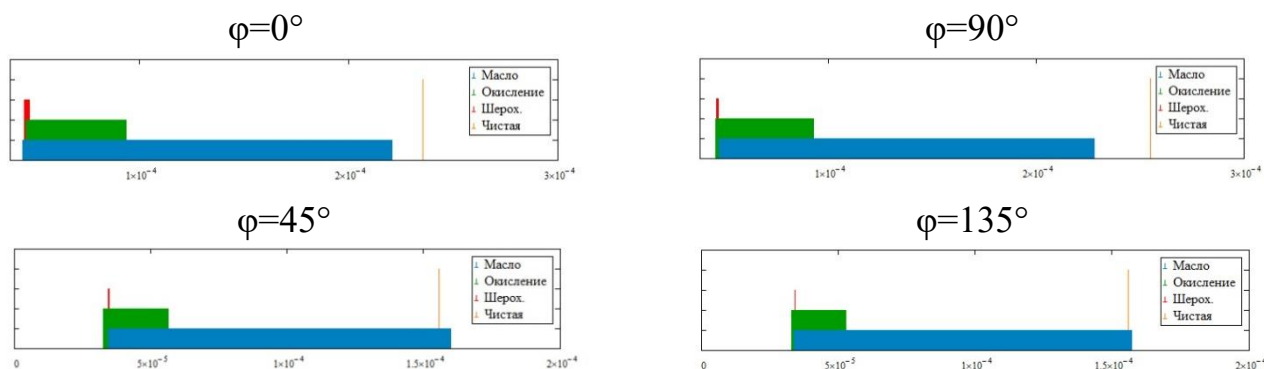 φ=0°
Масло
Окисление
Шерох.
Чистая
1×10⁻⁴ 2×10⁻⁴ 3×10⁻⁴
φ=90°
Масло
Окисление
Шерох.
Чистая
1×10⁻⁴ 2×10⁻⁴ 3×10⁻⁴
φ=45°
Масло
Окисление
Шерох.
Чистая
0 5×10⁻⁵ 1×10⁻⁴ 1.5×10⁻⁴ 2×10⁻⁴
φ=135°
Масло
Окисление
Шерох.
Чистая
0 5×10⁻⁵ 1×10⁻⁴ 1.5×10⁻⁴ 2×10⁻⁴